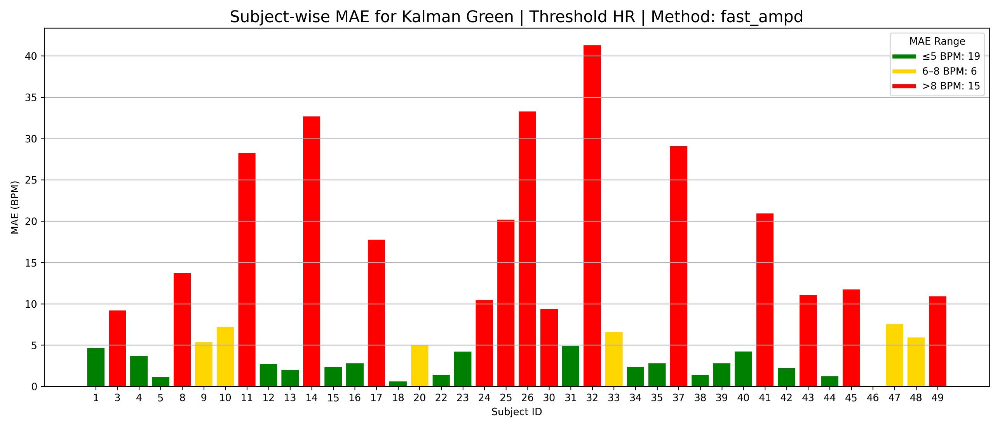 Subject-wise MAE for Kalman Green | Threshold HR | Method: fast_ampd
MAE Range
≤5 BPM: 19
6–8 BPM: 6
>8 BPM: 15
40
35
30
25
20
15
10
5
0
MAE (BPM)
1 3 4 5 8 9 10 11 12 13 14 15 16 17 18 20 22 23 24 25 26 30 31 32 33 34 35 37 38 39 40 41 42 43 44 45 46 47 48 49
Subject ID